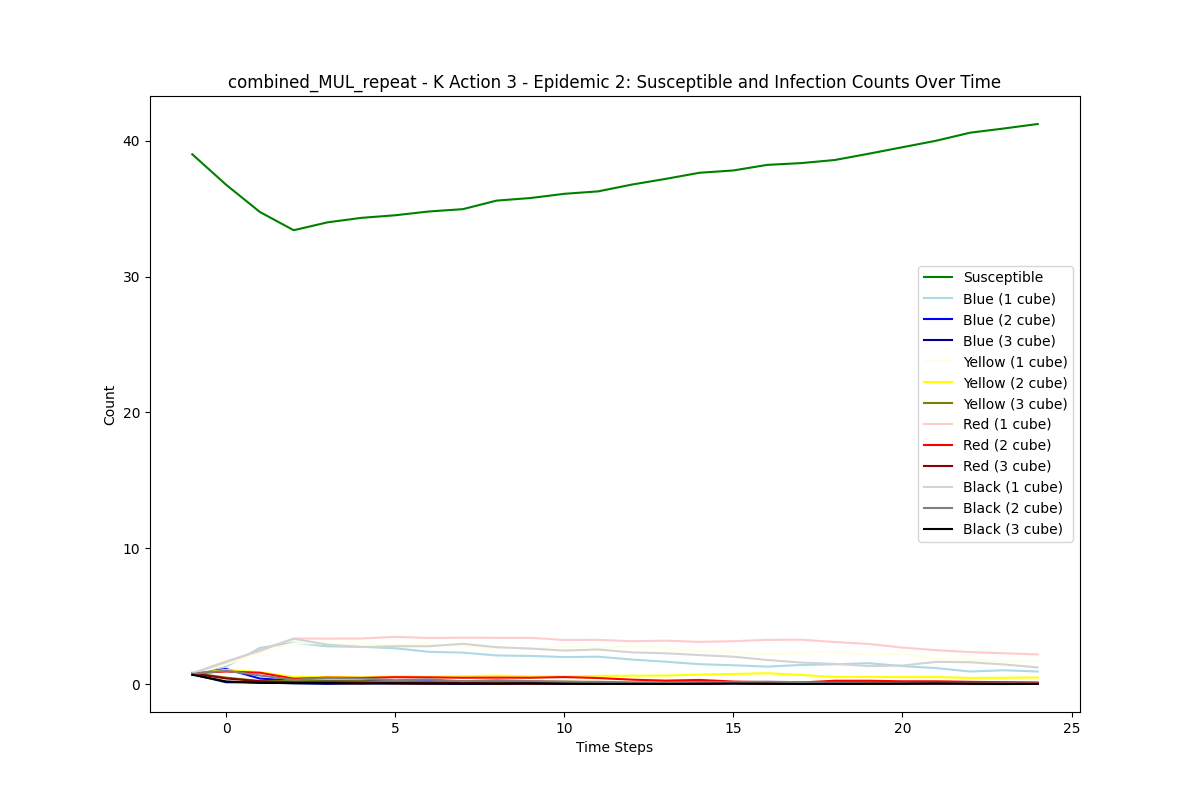 combined_MUL_repeat - K Action 3 - Epidemic 2: Susceptible and Infection Counts Over Time
40
30
20
10
0
Count
Susceptible
Blue (1 cube)
Blue (2 cube)
Blue (3 cube)
Yellow (1 cube)
Yellow (2 cube)
Yellow (3 cube)
Red (1 cube)
Red (2 cube)
Red (3 cube)
Black (1 cube)
Black (2 cube)
Black (3 cube)
0 5 10 15 20 25
Time Steps